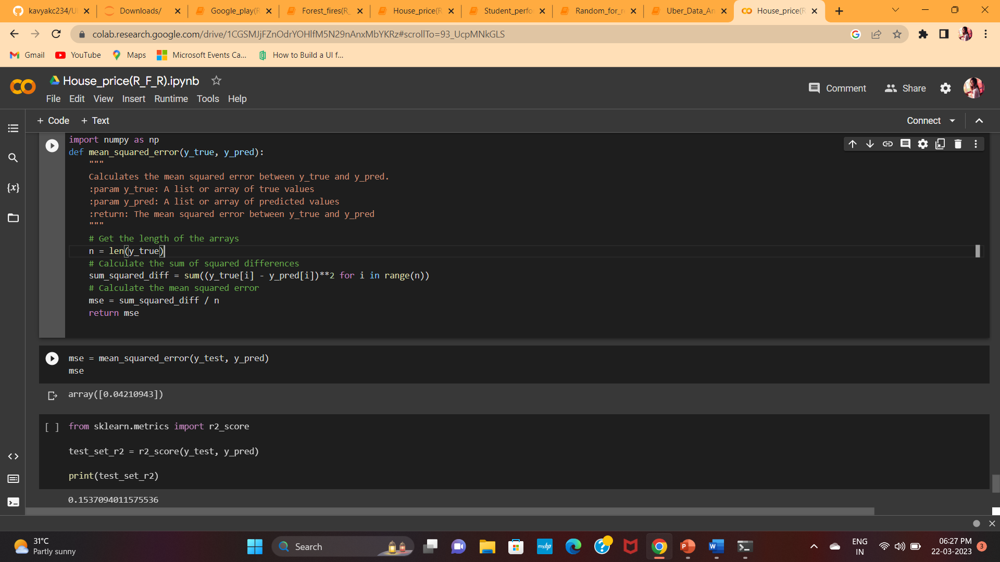 kavyakc234/U
Downloads/
Google_play(R
Forest_fires(R_
House_price(R
Student_perfo
Random_for_r
Uber_Data_An
House_price(R
colab.research.google.com/drive/1CGSMJjFZnOdrYOHlfM5N29nAnxMbYKRz#scrollTo=93_UcpMNkGLS
Gmail
YouTube
Maps
Microsoft Events Ca...
How to Build a UI f...
House_price(R_F_R).ipynb
File Edit View Insert Runtime Tools Help
Comment
Share
+ Code + Text
Connect
import numpy as np
def mean_squared_error(y_true, y_pred):
"""
Calculates the mean squared error between y_true and y_pred.
:param y_true: A list or array of true values
:param y_pred: A list or array of predicted values
:return: The mean squared error between y_true and y_pred
"""
# Get the length of the arrays
n = len(y_true)
# Calculate the sum of squared differences
sum_squared_diff = sum((y_true[i] - y_pred[i])**2 for i in range(n))
# Calculate the mean squared error
mse = sum_squared_diff / n
return mse
mse = mean_squared_error(y_test, y_pred)
mse
array([0.04210943])
[ ] from sklearn.metrics import r2_score
test_set_r2 = r2_score(y_test, y_pred)
print(test_set_r2)
0.1537094011575536
31°C
Partly sunny
Search
myhp
ENG
IN
06:27 PM
22-03-2023
3